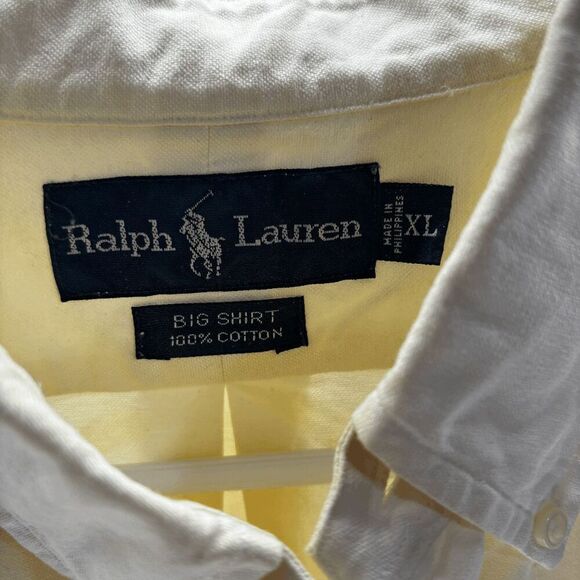 Ralph Lauren
MADE IN
PHILIPPINES
XL
BIG SHIRT
100% COTTON